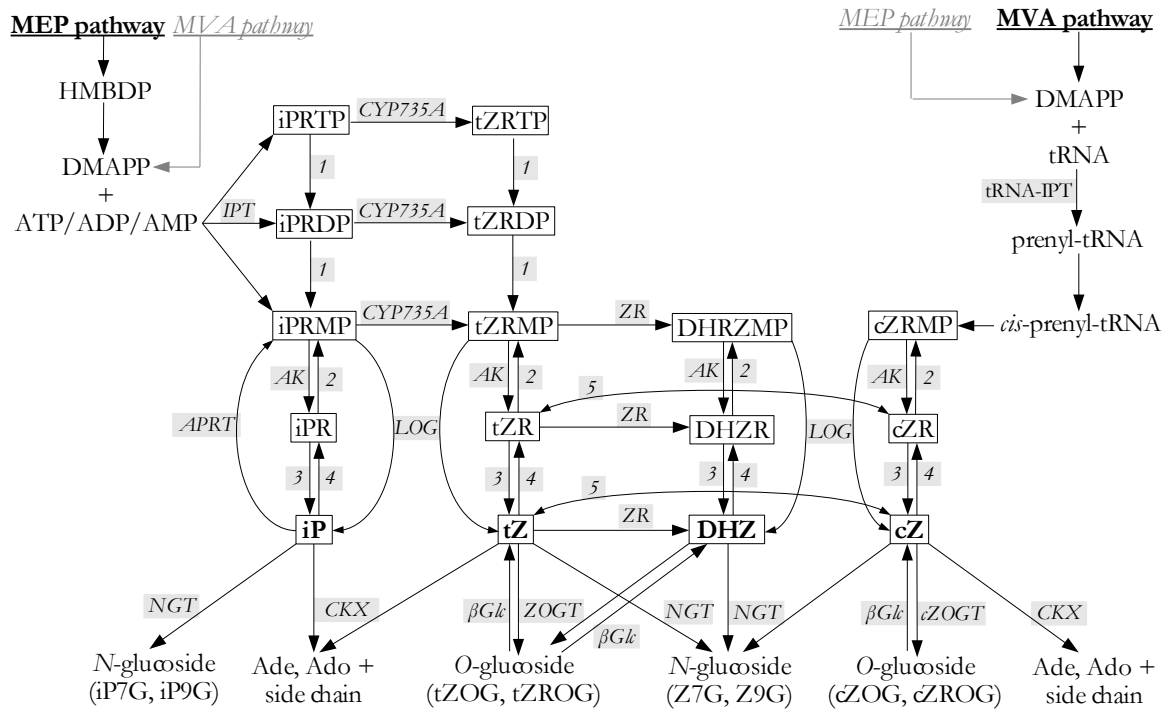 MEP pathway MVA pathway MEP pathway MVA pathway
HMBDP
DMAPP
iPRTP CYP735A tZRTP
1 1
DMAPP
+
tRNA
tRNA-IPT
DMAPP
+
ATP/ADP/AMP
IPT iPRDP CYP735A tZRDP
prenyl-tRNA
1 1
iPRMP CYP735A tZRMP ZR DHRZMP cZRMP cis-prenyl-tRNA
AK 2 AK 2 AK 2 AK 2
5
APRT iPR LOG tZR ZR DHZR LOG cZR
3 4 3 4 3 4 3 4
5
iP tZ ZR DHZ cZ
NGT CKX βGlc ZOGT βGlc NGT NGT βGlc cZOGT CKX
N-glucoside
(iP7G, iP9G)
Ade, Ado +
side chain
O-glucoside
(tZOG, tZROG)
N-glucoside
(Z7G, Z9G)
O-glucoside
(cZOG, cZROG)
Ade, Ado +
side chain